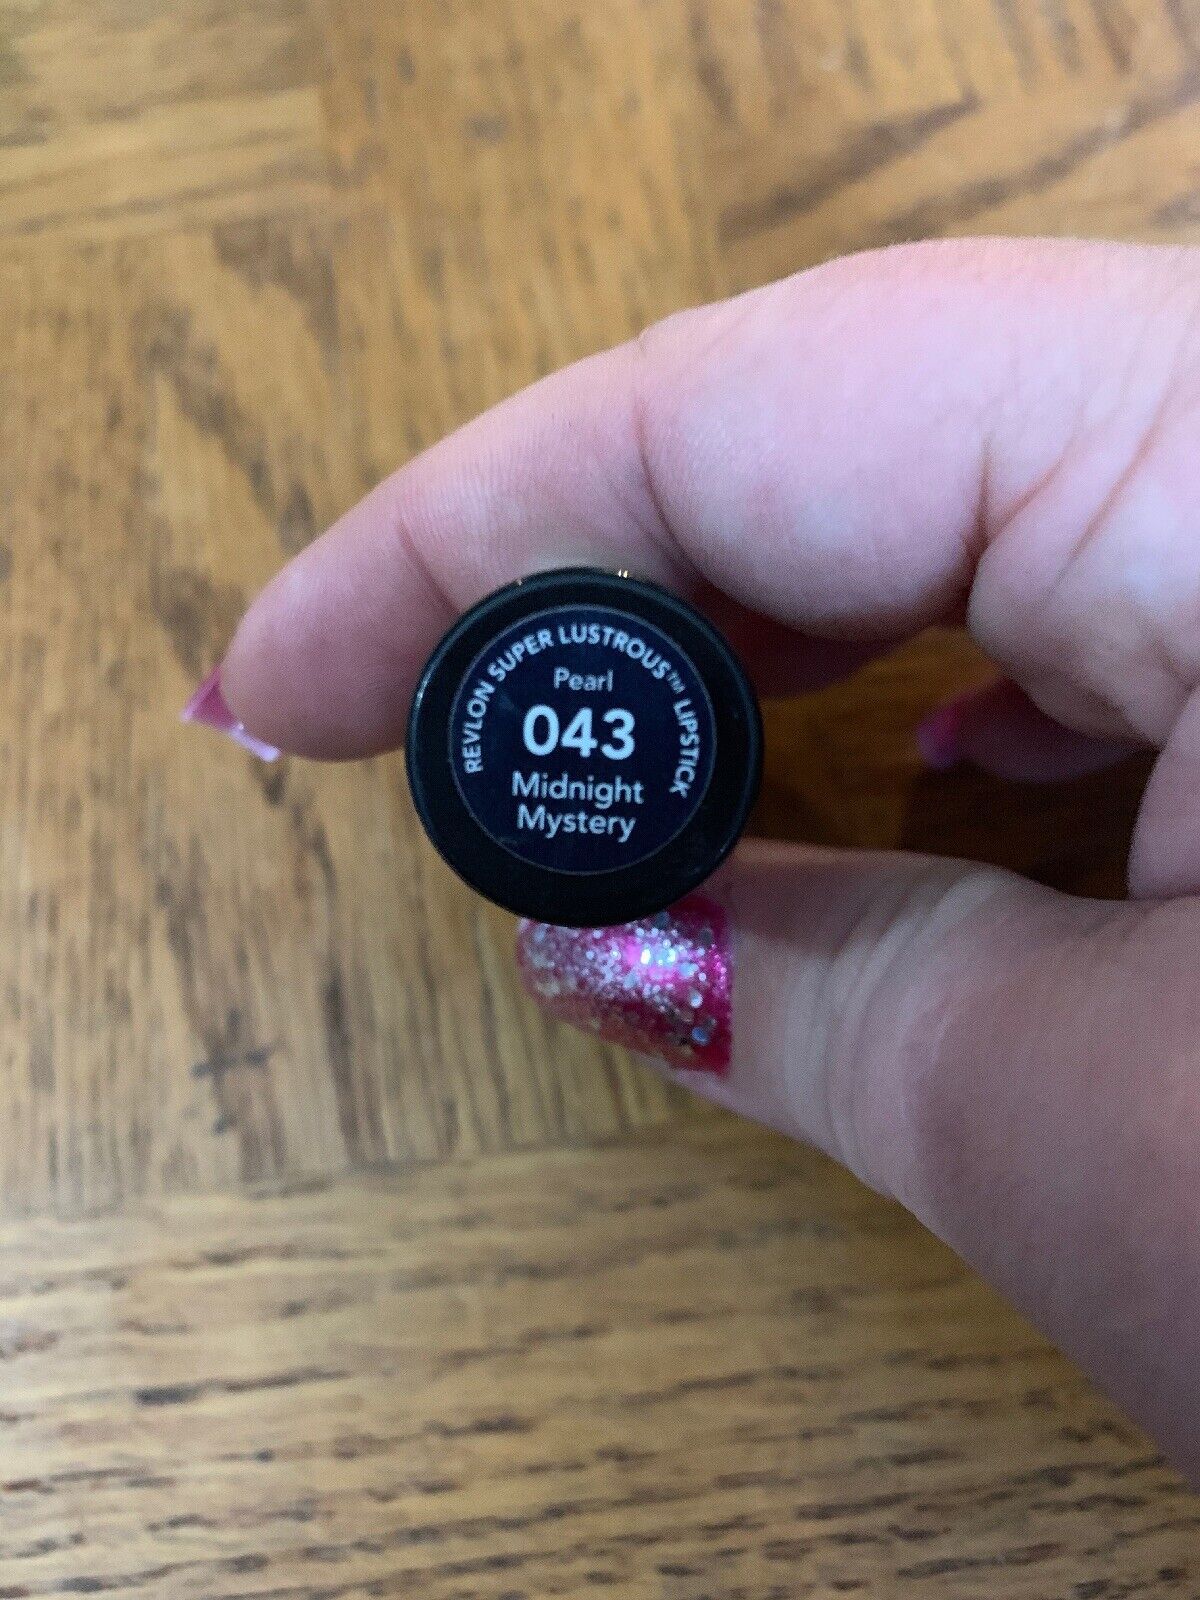 REVLON SUPER LUSTROUS™ LIPSTICK
Pearl
043
Midnight
Mystery